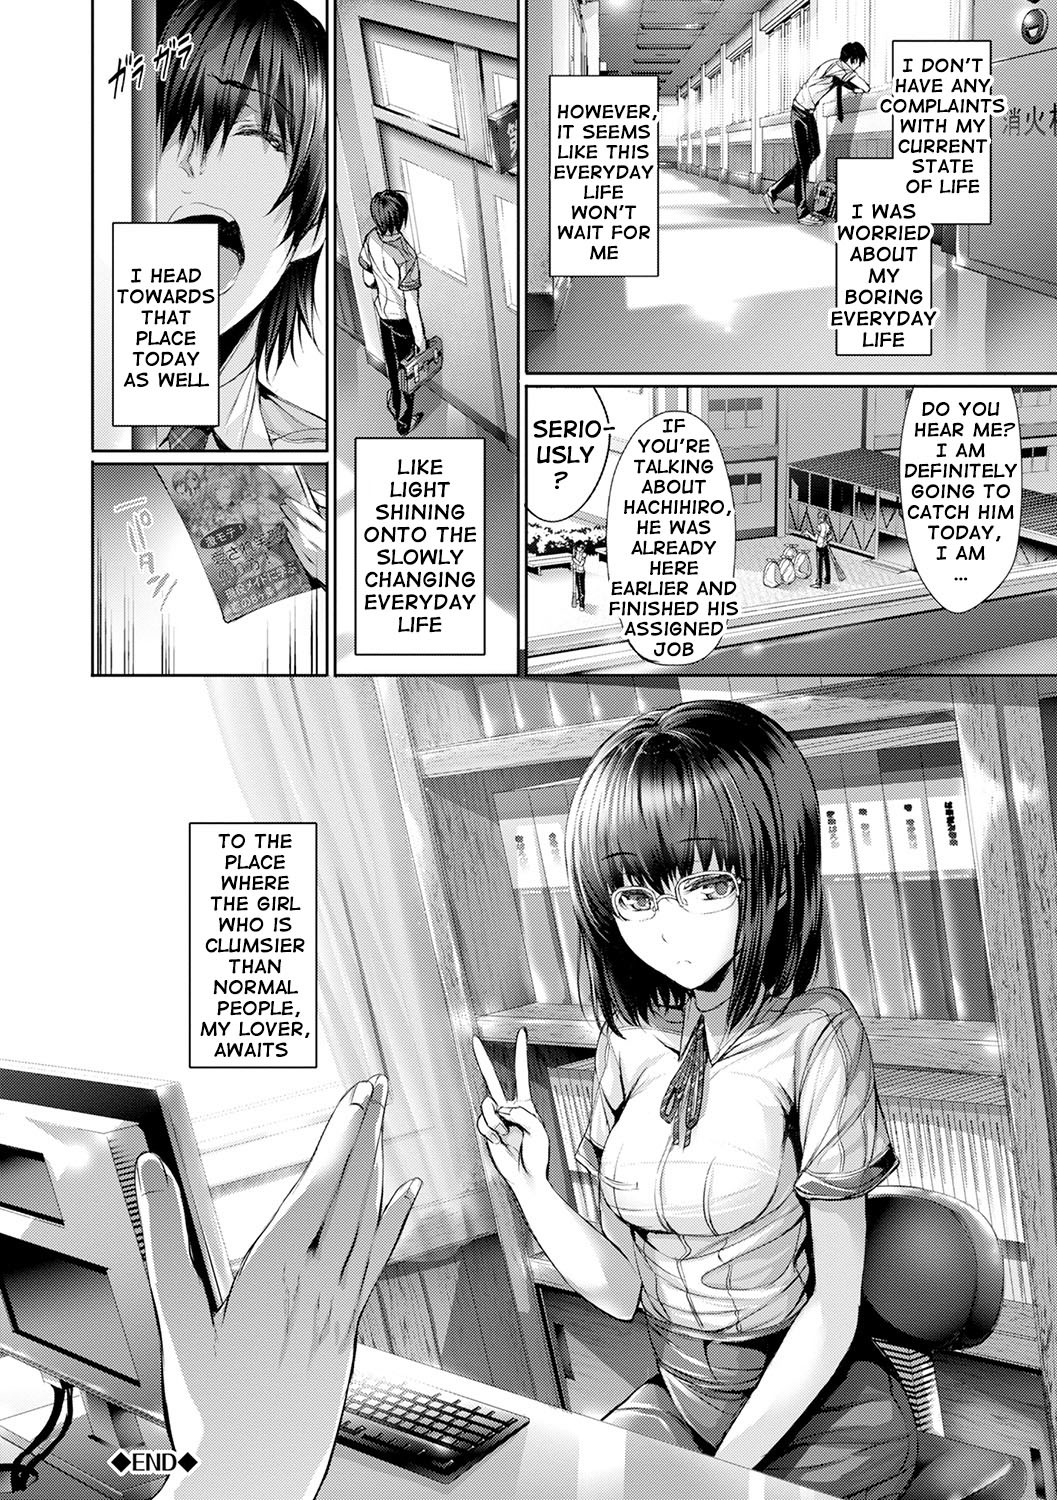 I DON'T
HAVE ANY
COMPLAINTS
WITH MY
CURRENT
STATE
OF LIFE
消火
I WAS
WORRIED
ABOUT
MY
BORING
EVERYDAY
LIFE
HOWEVER,
IT SEEMS
LIKE THIS
EVERYDAY
LIFE
WON'T
WAIT FOR
ME
DO YOU
HEAR ME?
I AM
DEFINITELY
GOING TO
CATCH HIM
TODAY,
I AM
...
IF
YOU'RE
TALKING
ABOUT
HACHIHIRO,
HE WAS
ALREADY
HERE
EARLIER AND
FINISHED HIS
ASSIGNED
JOB
SERIO-
USLY
?
LIKE
LIGHT
SHINING
ONTO THE
SLOWLY
CHANGING
EVERYDAY
LIFE
ガラガラ
I HEAD
TOWARDS
THAT
PLACE
TODAY
AS WELL
TO THE
PLACE
WHERE
THE GIRL
WHO IS
CLUMSIER
THAN
NORMAL
PEOPLE,
MY LOVER,
AWAITS
◆END◆